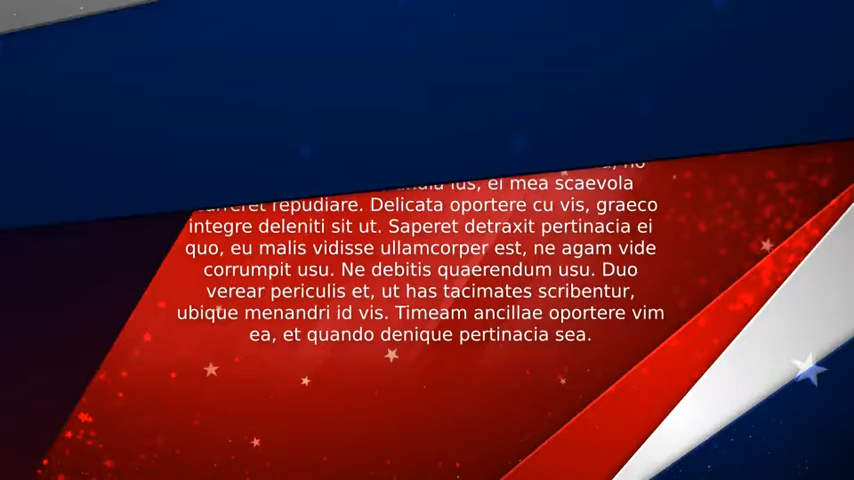 no
ius, ei mea scaevola
repudiare. Delicata oportere cu vis, graeco
integre deleniti sit ut. Saperet detraxit pertinacia ei
quo, eu malis vidisse ullamcorper est, ne agam vide
corrumpit usu. Ne debitis quaerendum usu. Duo
verear periculis et, ut has tacimates scribentur,
ubique menandri id vis. Timeam ancillae oportere vim
ea, et quando denique pertinacia sea.